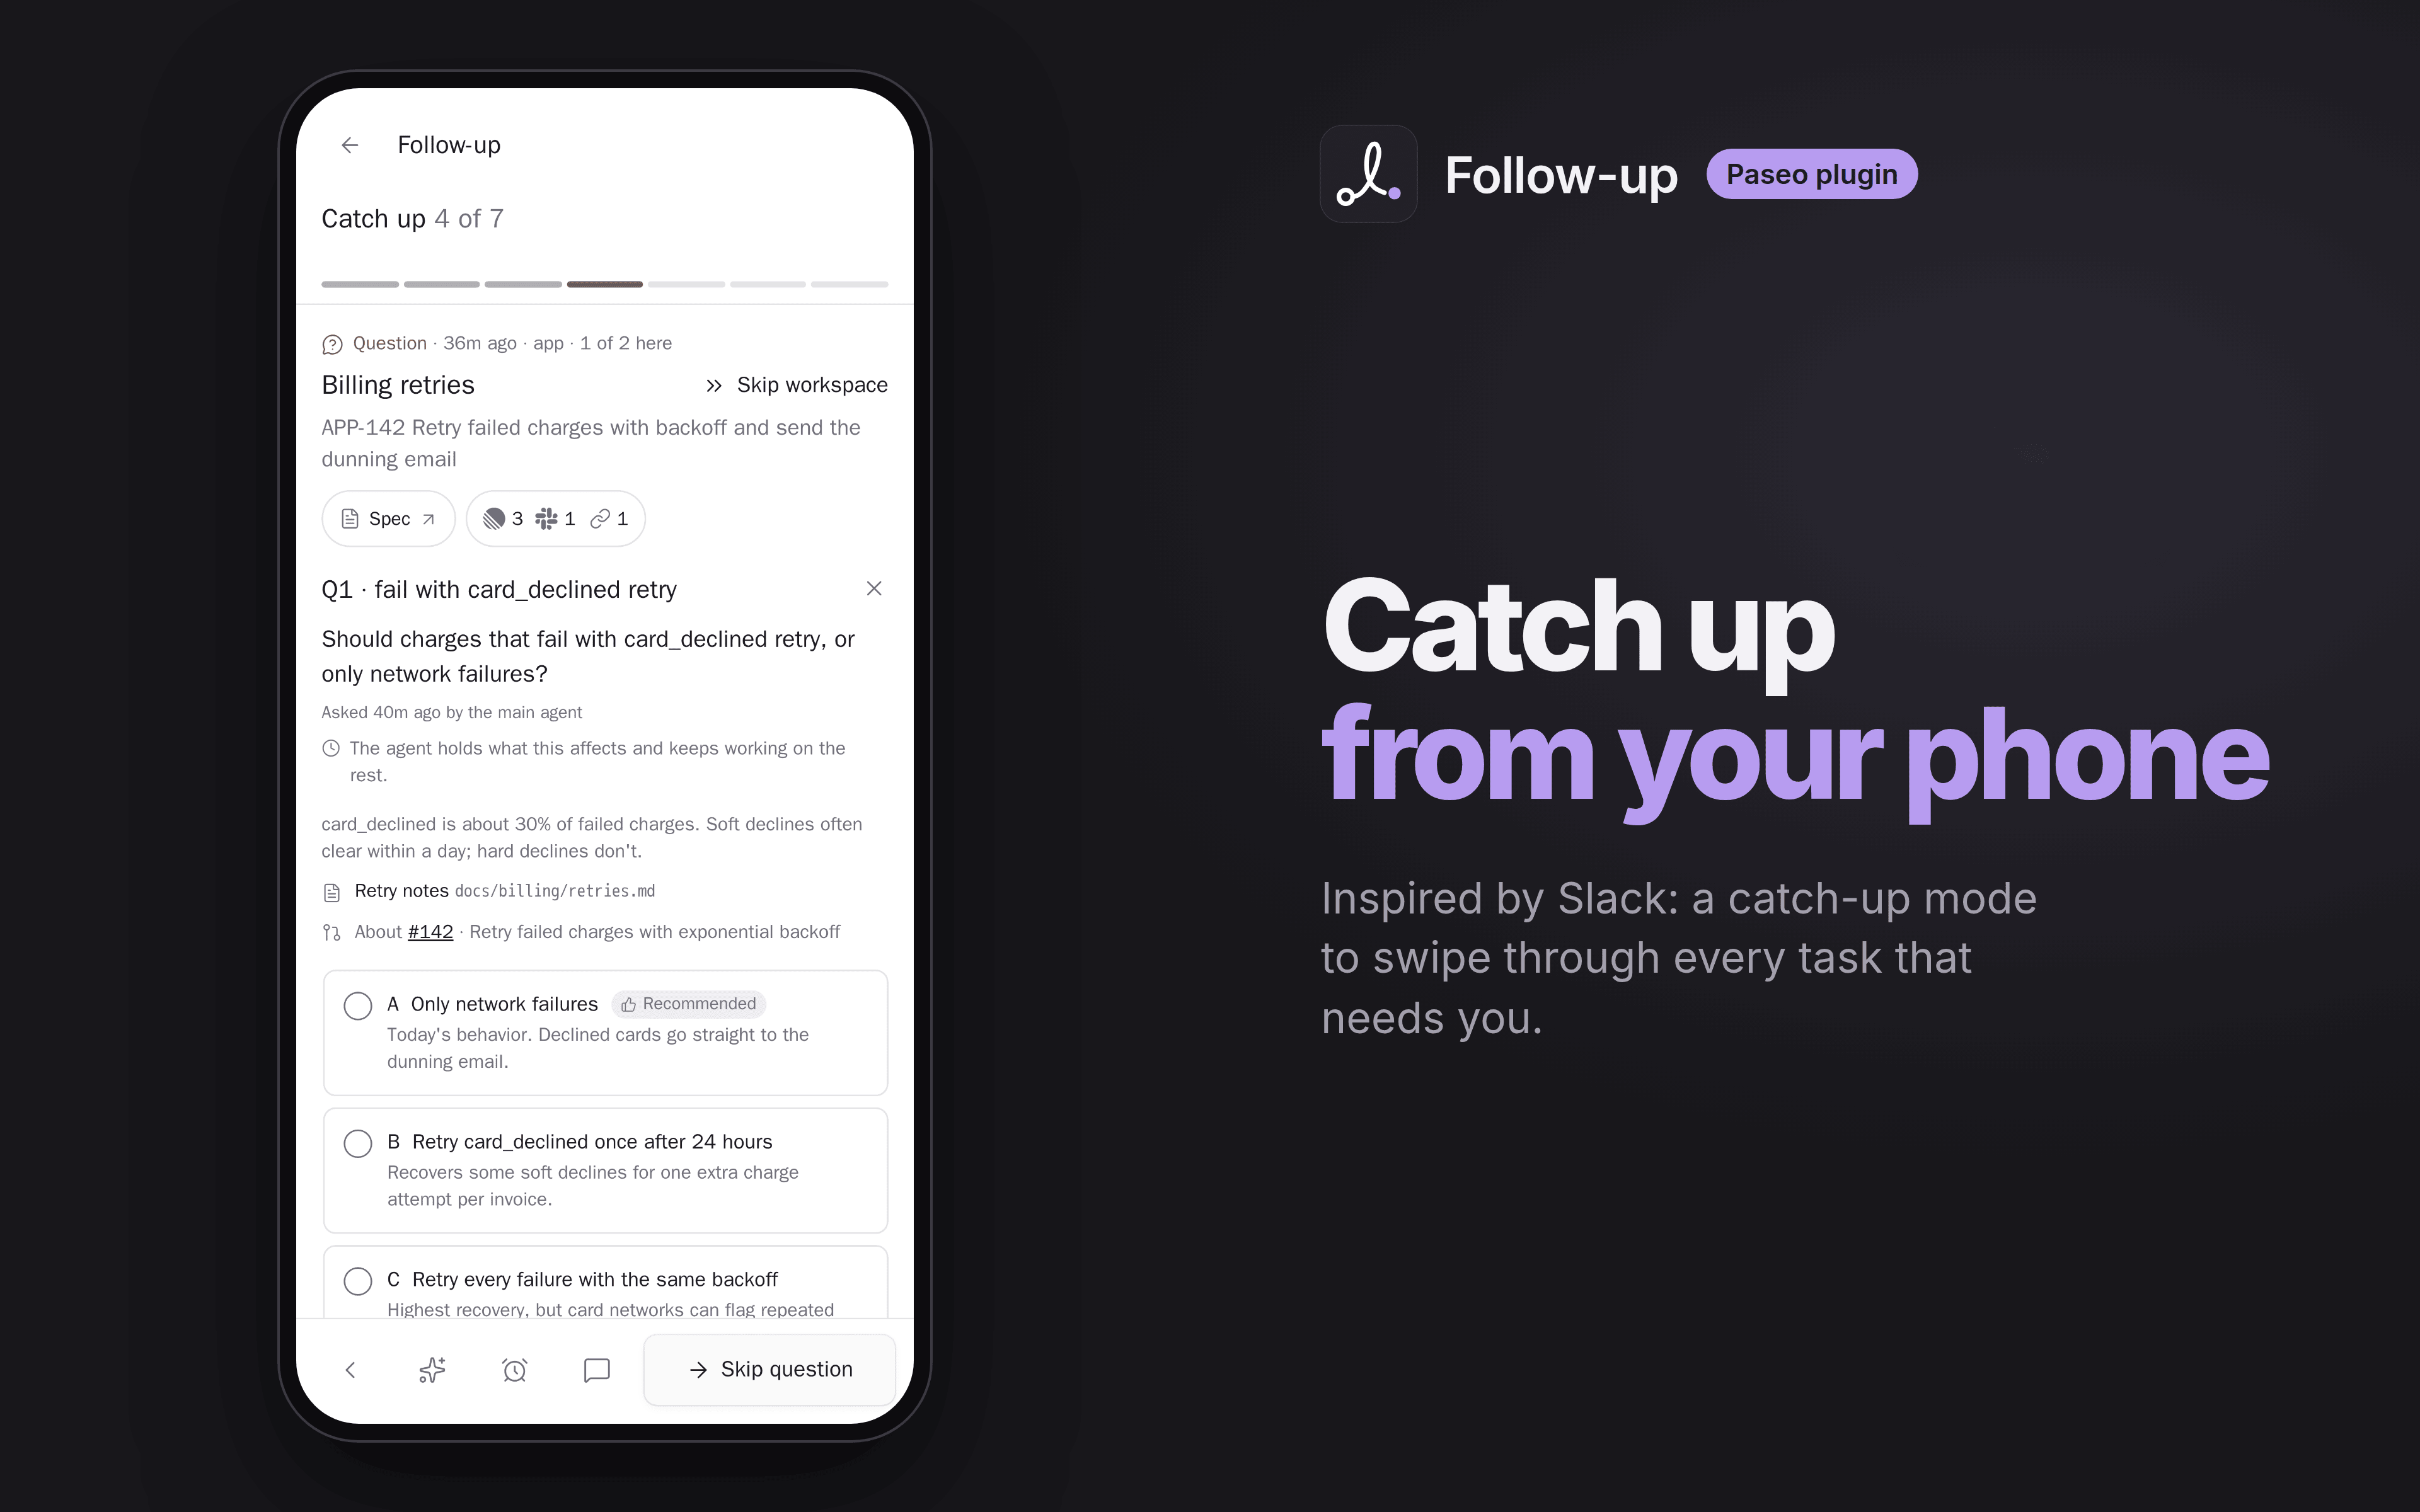 Follow-up
Catch up 4 of 7
Question · 36m ago · app · 1 of 2 here
Billing retries
Skip workspace
APP-142 Retry failed charges with backoff and send the
dunning email
Spec
3 1 1
Q1 · fail with card_declined retry
Should charges that fail with card_declined retry, or
only network failures?
Asked 40m ago by the main agent
The agent holds what this affects and keeps working on the
rest.
card_declined is about 30% of failed charges. Soft declines often
clear within a day; hard declines don't.
Retry notes docs/billing/retries.md
About #142 · Retry failed charges with exponential backoff
A Only network failures Recommended
Today's behavior. Declined cards go straight to the
dunning email.
B Retry card_declined once after 24 hours
Recovers some soft declines for one extra charge
attempt per invoice.
C Retry every failure with the same backoff
Highest recovery, but card networks can flag repeated
Skip question
Follow-up
Paseo plugin
Catch up
from your phone
Inspired by Slack: a catch-up mode
to swipe through every task that
needs you.